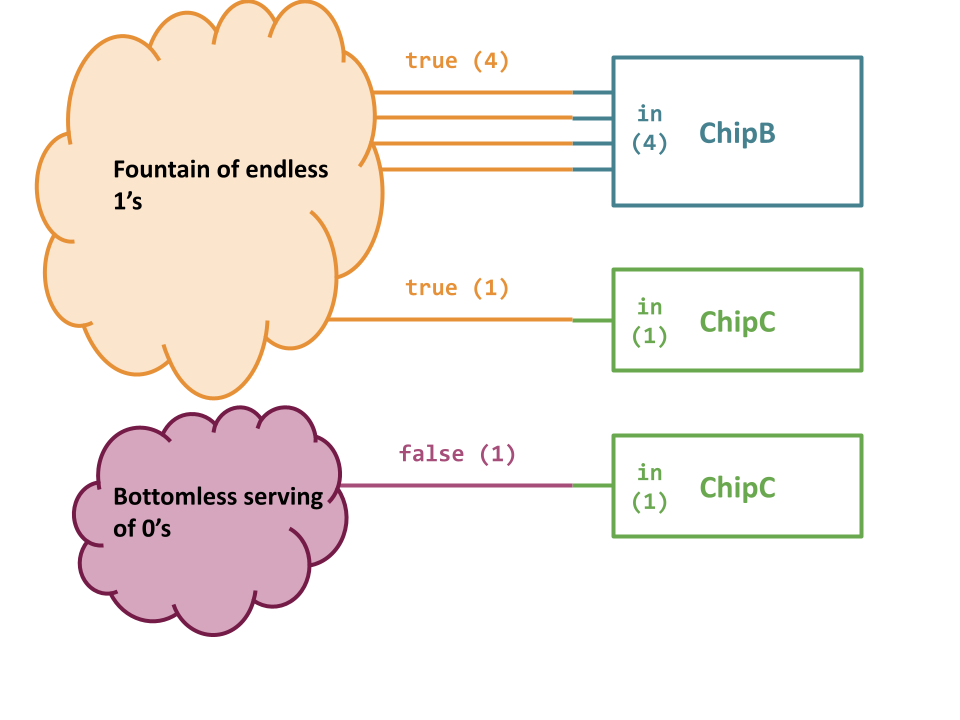 true (4)
in
(4)
ChipB
Fountain of endless
1’s
true (1)
in
(1)
ChipC
false (1)
in
(1)
ChipC
Bottomless serving
of 0’s